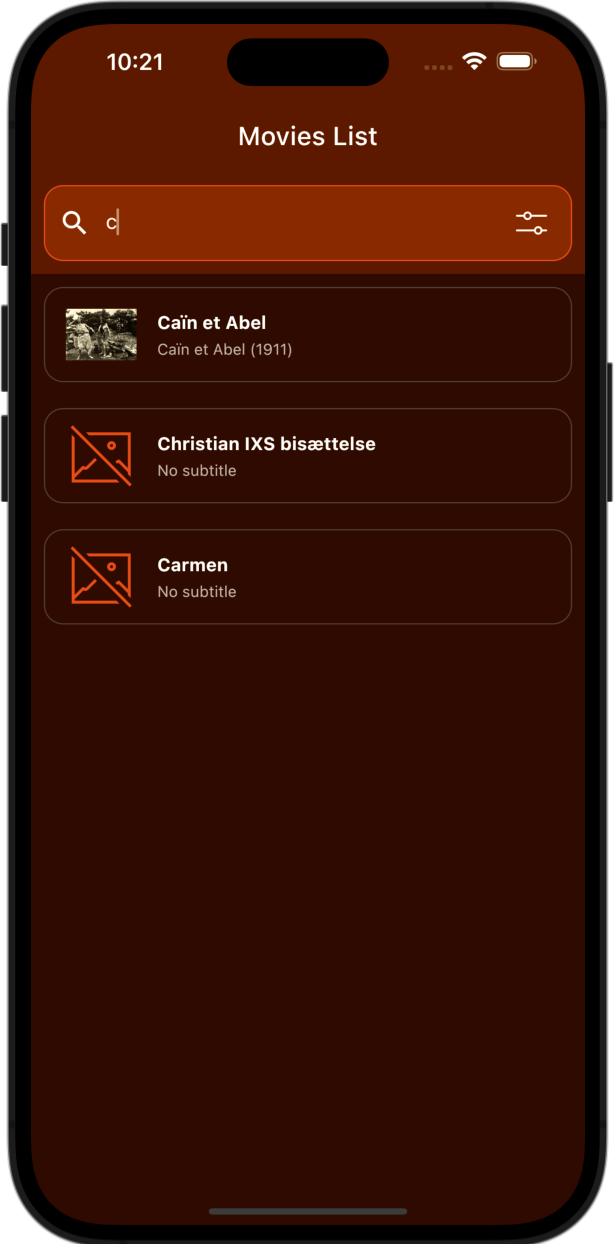 10:21
Movies List
c
Caïn et Abel
Caïn et Abel (1911)
Christian IXS bisættelse
No subtitle
Carmen
No subtitle